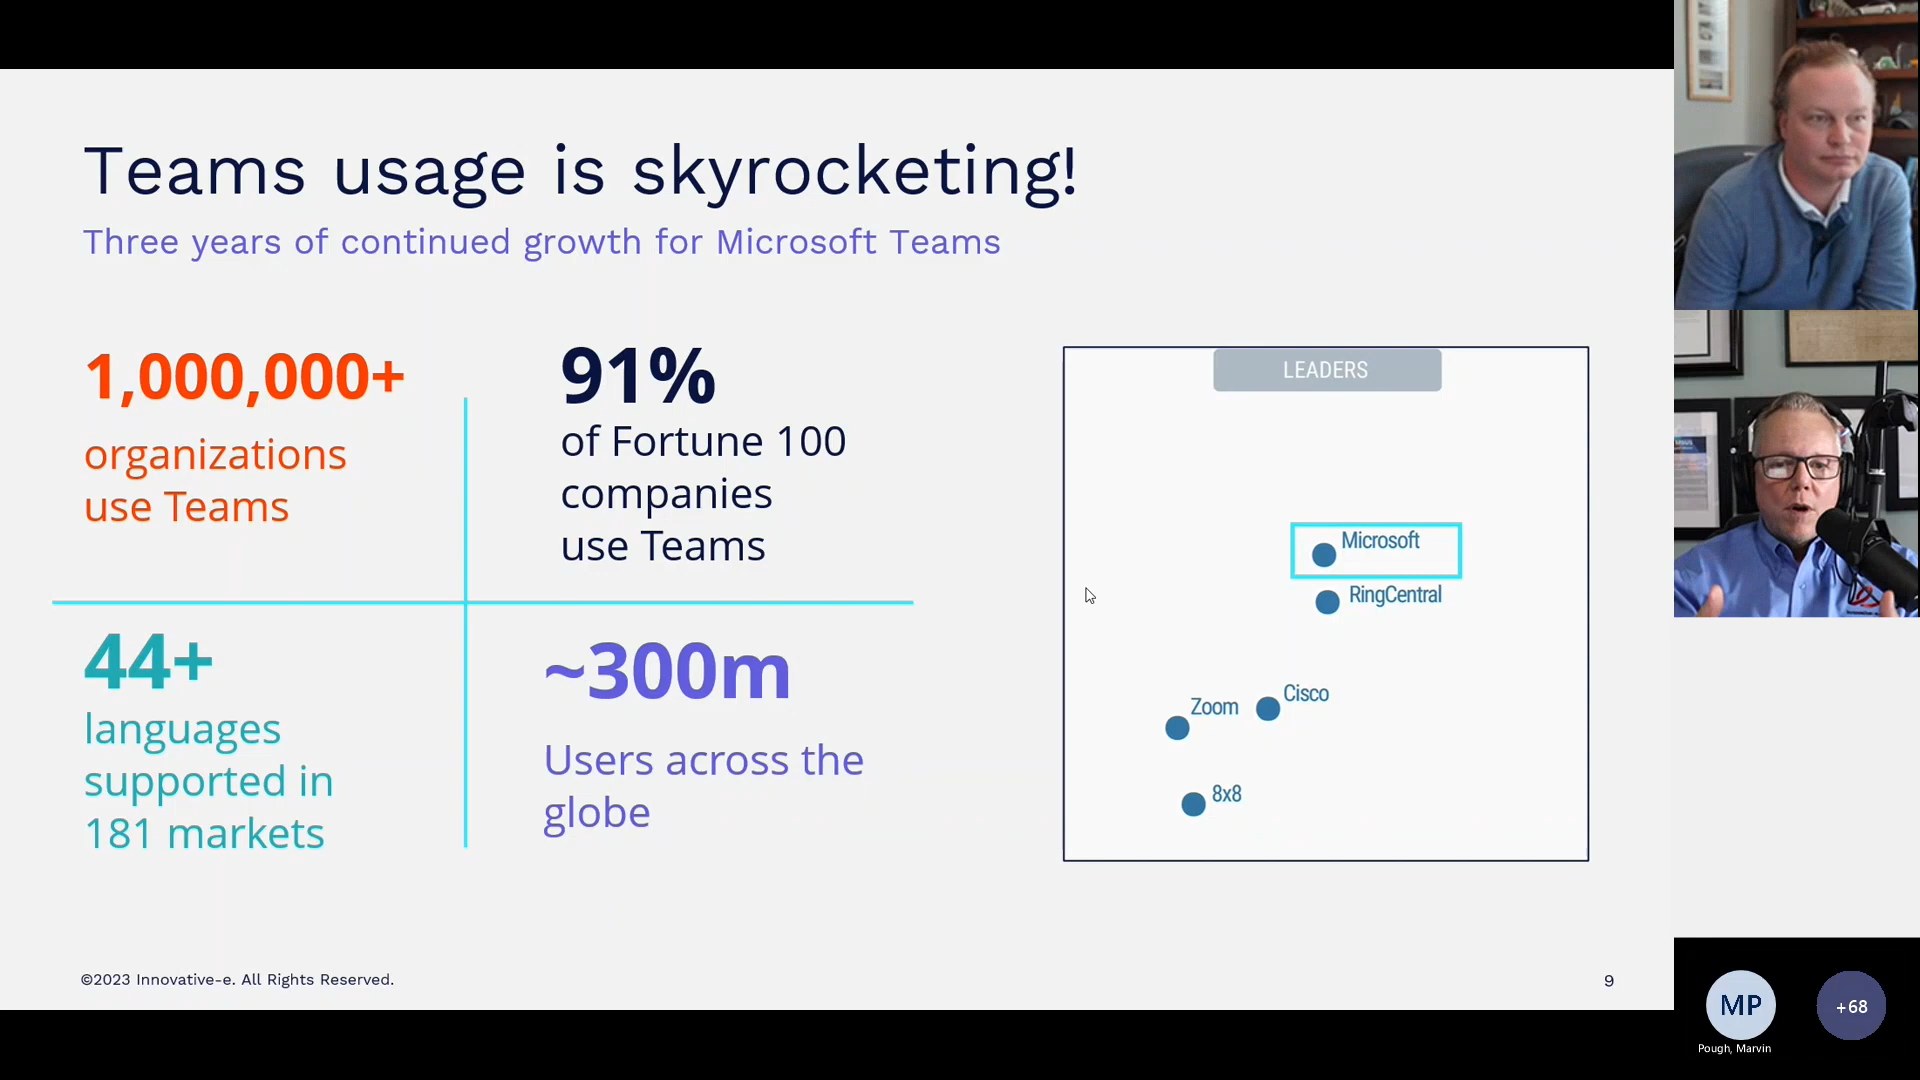 Teams usage is skyrocketing!
Three years of continued growth for Microsoft Teams
1,000,000+
organizations
use Teams
91%
of Fortune 100
companies
use Teams
44+
languages
supported in
181 markets
~300m
Users across the
globe
LEADERS
Microsoft
RingCentral
Cisco
Zoom
8x8
©2023 Innovative-e. All Rights Reserved.
9
MP
+68
Pough, Marvin